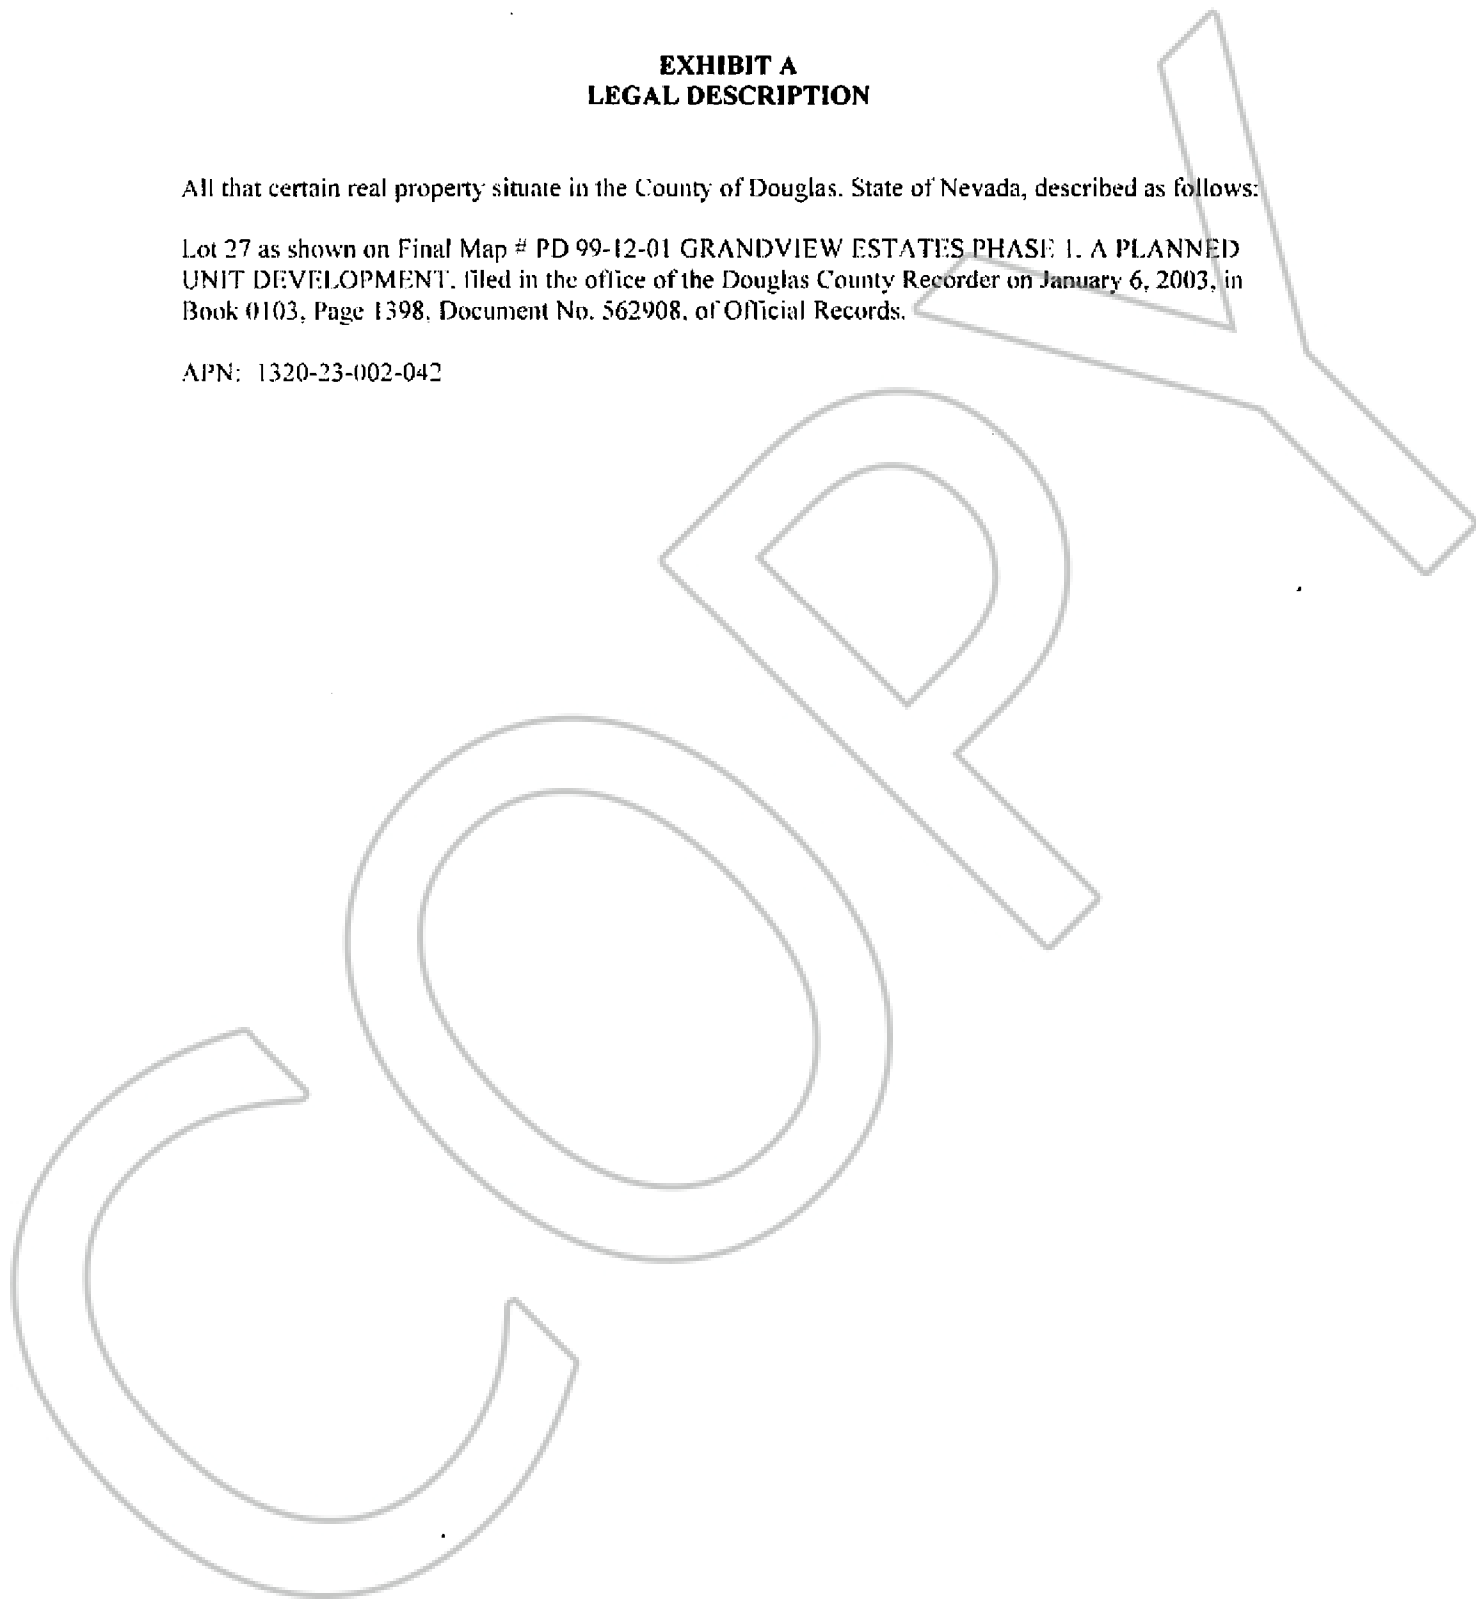 EXHIBIT A
LEGAL DESCRIPTION
All that certain real property situate in the County of Douglas, State of Nevada, described as follows:
Lot 27 as shown on Final Map # PD 99-12-01 GRANDVIEW ESTATES PHASE 1, A PLANNED
UNIT DEVELOPMENT, filed in the office of the Douglas County Recorder on January 6, 2003, in
Book 0103, Page 1398, Document No. 562908, of Official Records.
APN: 1320-23-002-042
COPY